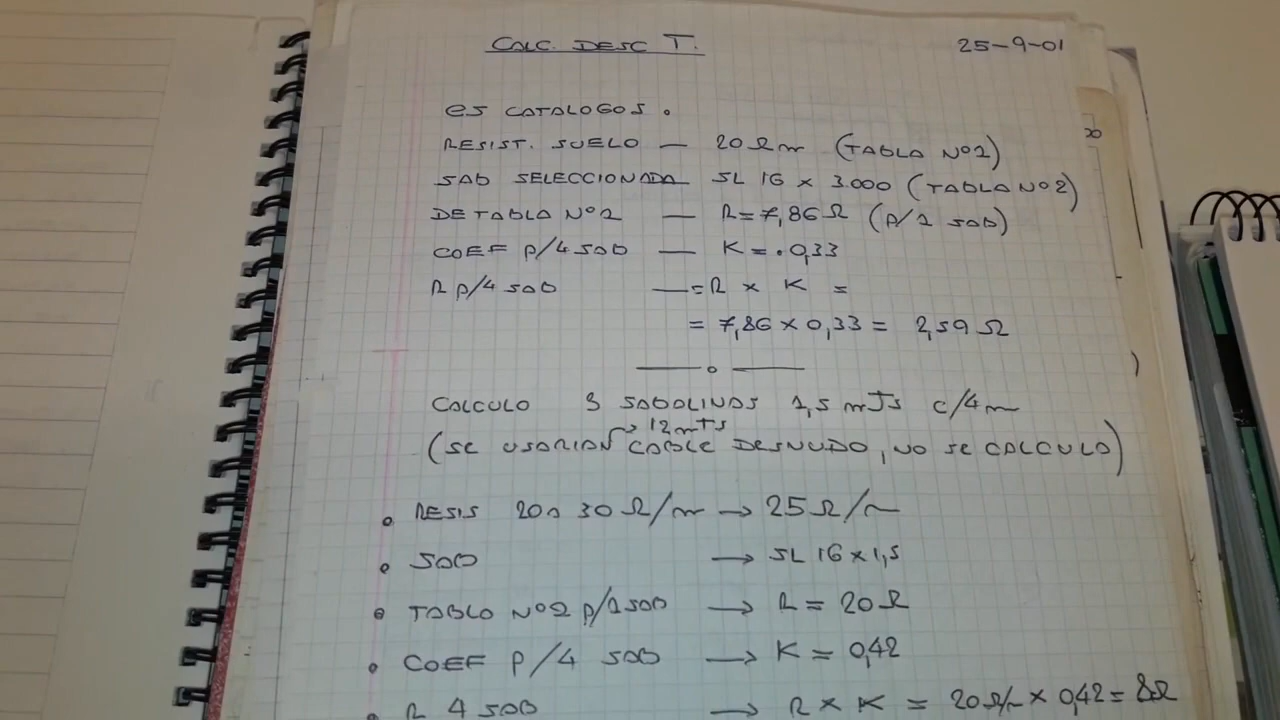 CALC. DESC T. 25-9-01
CATALOGOS.
RESIST. SUELO — 20 Ωm (TABLA Nº1)
JAB SELECCIONADA SL 16 x 3.000 (TABLA Nº2)
DE TABLA Nº2 — R = 7,86 Ω (P/1 JAB)
COEF P/4 JAB — K = .0,33
R P/4 JAB — = R x K =
= 7,86 x 0,33 = 2,59 Ω
CALCULO 3 JABALINAS 1,5 mTS c/4m
→ 12 mTS
(SE USARIAN CABLE DESNUDO, NO SE CALCULO)
• RESIS 20 A 30 Ω/m → 25 Ω/m
• JAB → SL 16 x 1,5
• TABLA Nº2 P/1 JAB → R = 20 Ω
• COEF P/4 JAB → K = 0,42
• R 4 JAB → R x K = 20 Ω/m x 0,42 = 8Ω